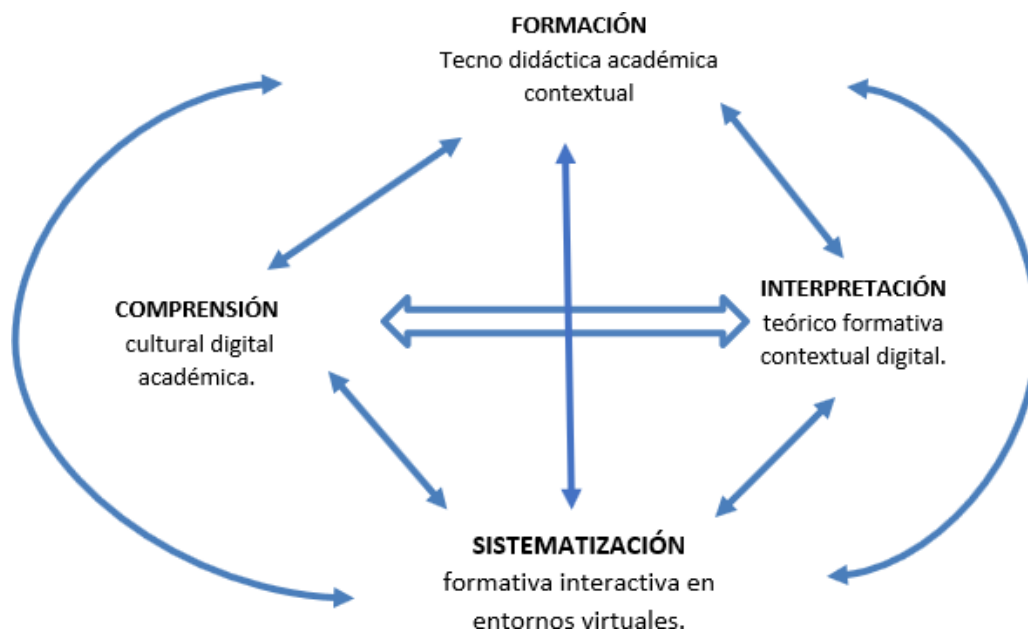 FORMACIÓN
Tecno didáctica académica
contextual
COMPRENSIÓN
cultural digital
académica.
INTERPRETACIÓN
teórico formativa
contextual digital.
SISTEMATIZACIÓN
formativa interactiva en
entornos virtuales.